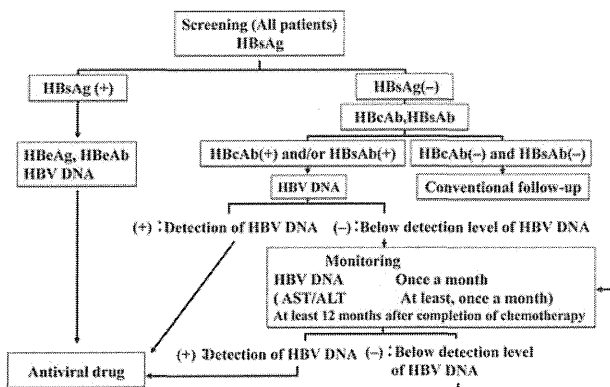 Screening (All patients)
HBsAg
HBsAg (+)
HBsAg(–)
HBcAb,HBsAb
HBeAg, HBeAb
HBV DNA
HBcAb(+) and/or HBsAb(+)
HBcAb(–) and HBsAb(–)
HBV DNA
Conventional follow-up
(+) :Detection of HBV DNA
(–) :Below detection level of HBV DNA
Monitoring
HBV DNA Once a month
( AST/ALT At least, once a month)
At least 12 months after completion of chemotherapy
(+) :Detection of HBV DNA
(–) :Below detection level
of HBV DNA
Antiviral drug